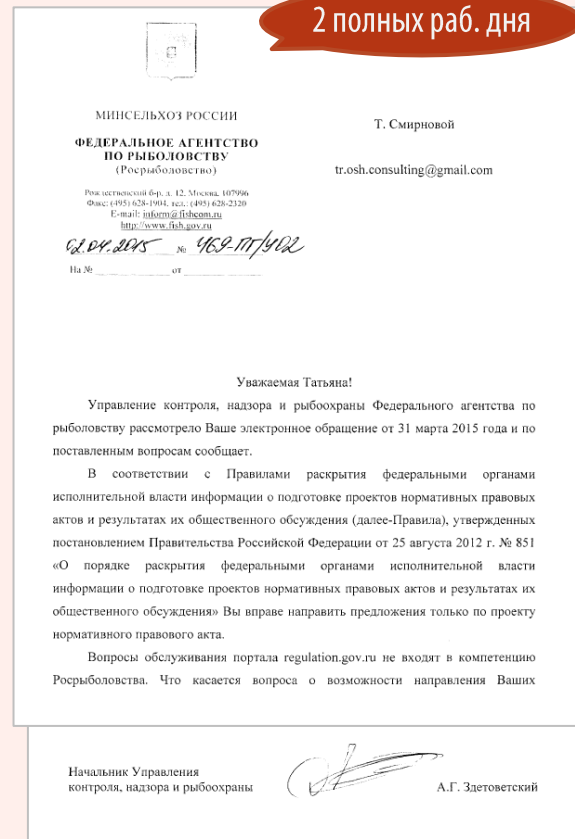 2 полных раб. дня
МИНСЕЛЬХОЗ РОССИИ
ФЕДЕРАЛЬНОЕ АГЕНТСТВО
ПО РЫБОЛОВСТВУ
(Росрыболовство)
Рождественский б-р, д. 12, Москва, 107996
Факс: (495) 628-1904, тел.: (495) 628-2320
E-mail: inform@fishcom.ru
http://www.fish.gov.ru
02.04.2015 № У69-ПТ/У02
На № от
Т. Смирновой
tr.osh.consulting@gmail.com
Уважаемая Татьяна!
Управление контроля, надзора и рыбоохраны Федерального агентства по
рыболовству рассмотрело Ваше электронное обращение от 31 марта 2015 года и по
поставленным вопросам сообщает.
В соответствии с Правилами раскрытия федеральными органами
исполнительной власти информации о подготовке проектов нормативных правовых
актов и результатах их общественного обсуждения (далее-Правила), утвержденных
постановлением Правительства Российской Федерации от 25 августа 2012 г. № 851
«О порядке раскрытия федеральными органами исполнительной власти
информации о подготовке проектов нормативных правовых актов и результатах их
общественного обсуждения» Вы вправе направить предложения только по проекту
нормативного правового акта.
Вопросы обслуживания портала regulation.gov.ru не входят в компетенцию
Росрыболовства. Что касается вопроса о возможности направления Ваших
Начальник Управления
контроля, надзора и рыбоохраны
А.Г. Здетоветский